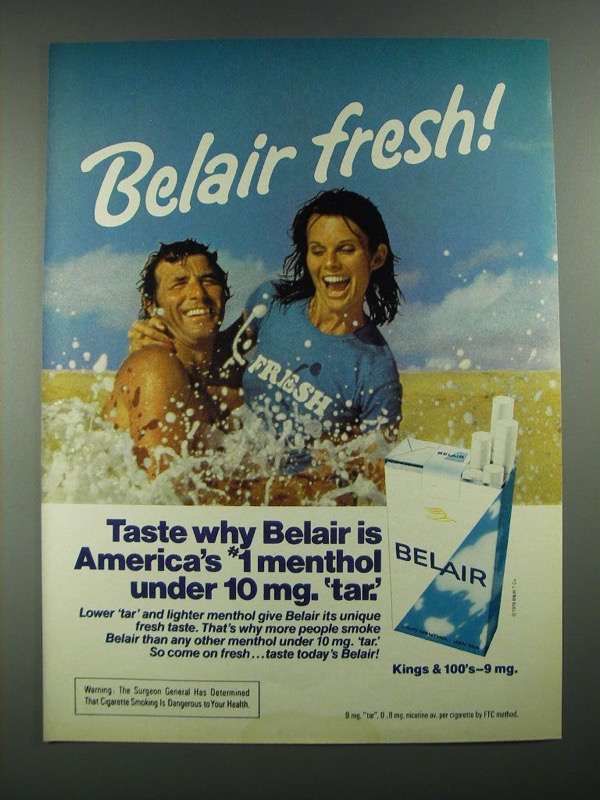 Belair fresh!
FRESH
Taste why Belair is
America's #1 menthol
under 10 mg. 'tar.'
Lower 'tar' and lighter menthol give Belair its unique
fresh taste. That's why more people smoke
Belair than any other menthol under 10 mg. 'tar.'
So come on fresh...taste today's Belair!
BELAIR
BELAIR
Kings & 100's–9 mg.
Warning: The Surgeon General Has Determined
That Cigarette Smoking Is Dangerous to Your Health.
9 mg. "tar", 0.8 mg. nicotine av. per cigarette by FTC method.